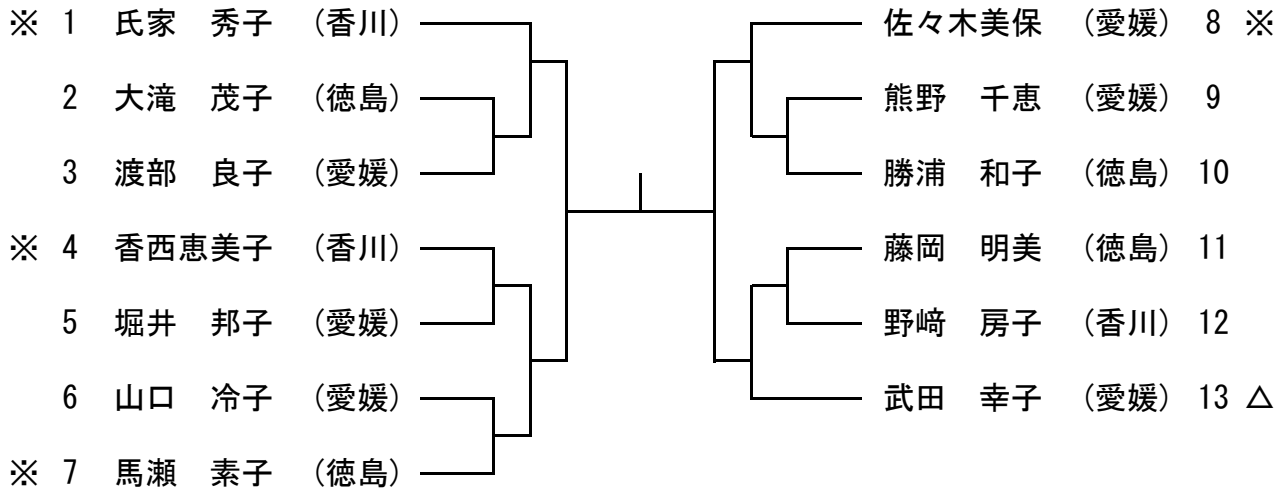 ※ 1 氏家 秀子 (香川)
2 大滝 茂子 (徳島)
3 渡部 良子 (愛媛)
※ 4 香西恵美子 (香川)
5 堀井 邦子 (愛媛)
6 山口 冷子 (愛媛)
※ 7 馬瀬 素子 (徳島)
佐々木美保 (愛媛) 8 ※
熊野 千恵 (愛媛) 9
勝浦 和子 (徳島) 10
藤岡 明美 (徳島) 11
野﨑 房子 (香川) 12
武田 幸子 (愛媛) 13 △